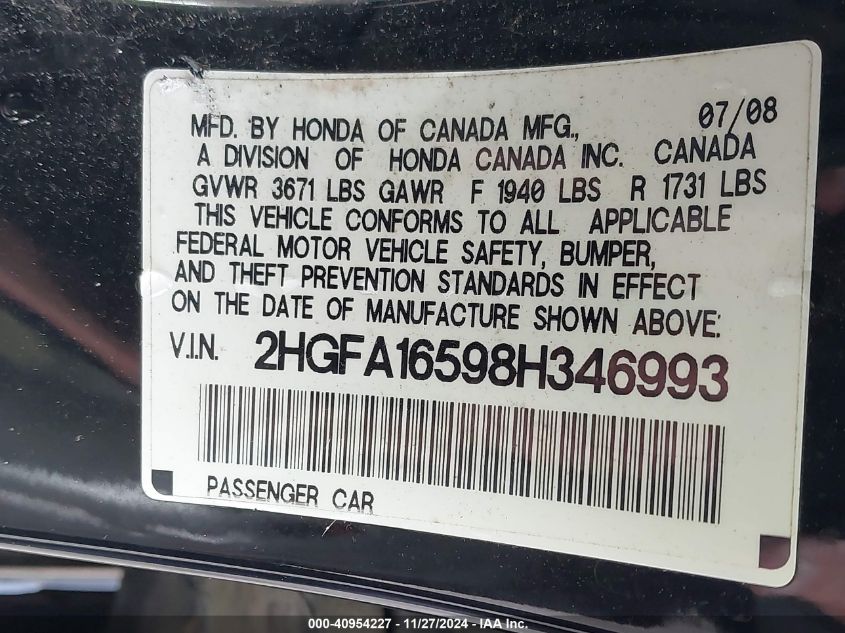 07/08
MFD. BY HONDA OF CANADA MFG.,
A DIVISION OF HONDA CANADA INC. CANADA
GVWR 3671 LBS GAWR F 1940 LBS R 1731 LBS
THIS VEHICLE CONFORMS TO ALL APPLICABLE
FEDERAL MOTOR VEHICLE SAFETY, BUMPER,
AND THEFT PREVENTION STANDARDS IN EFFECT
ON THE DATE OF MANUFACTURE SHOWN ABOVE:
V.I.N. 2HGFA16598H346993
PASSENGER CAR
000-40954227 - 11/27/2024 - IAA Inc.